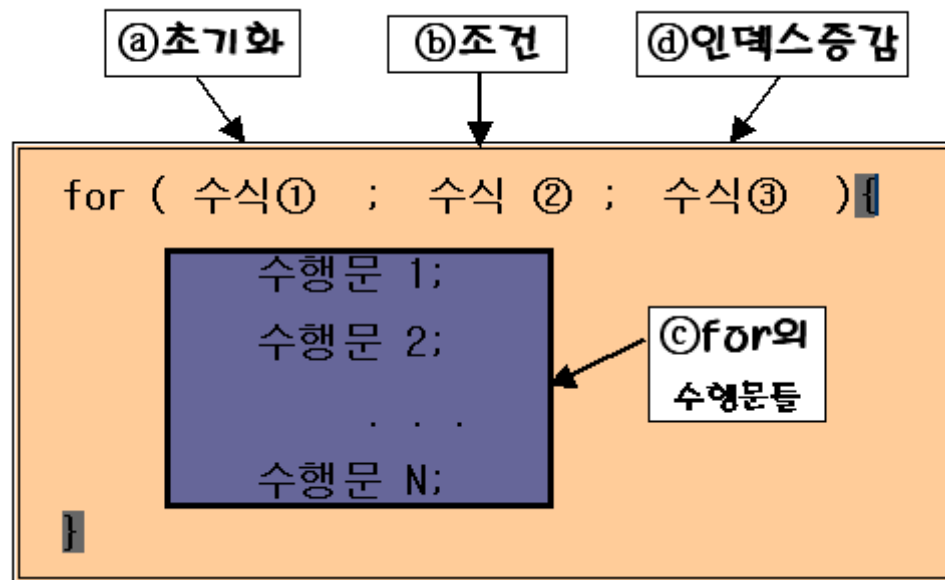 ⓐ초기화
ⓑ조건
ⓓ인덱스증감
for ( 수식① ; 수식 ② ; 수식③ ){
수행문 1;
수행문 2;
. . .
수행문 N;
}
ⓒfor의
수행문들